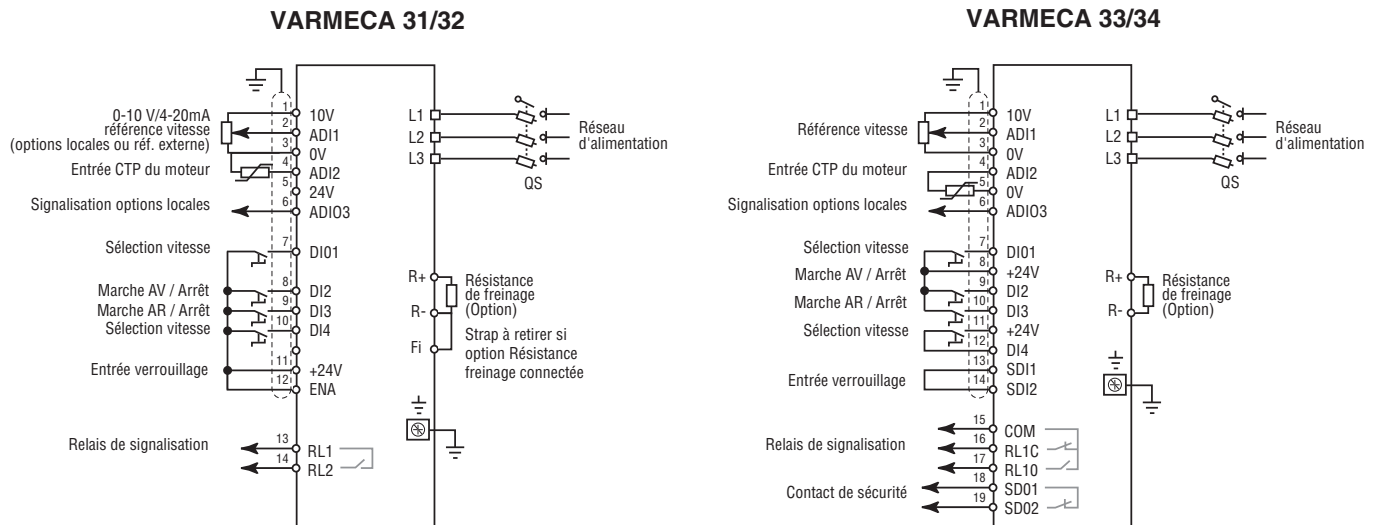 VARMECA 31/32
0-10 V/4-20mA
référence vitesse
(options locales ou réf. externe)
Entrée CTP du moteur
Signalisation options locales
Sélection vitesse
Marche AV / Arrêt
Marche AR / Arrêt
Sélection vitesse
Entrée verrouillage
Relais de signalisation
1 10V
2 ADI1
3 0V
4 ADI2
5 24V
6 ADIO3
7 DI01
8 DI2
9 DI3
10 DI4
11 +24V
12 ENA
13 RL1
14 RL2
L1
L2
L3
QS
Réseau
d'alimentation
R+
R-
Fi
Résistance
de freinage
(Option)
Strap à retirer si
option Résistance
freinage connectée
VARMECA 33/34
Référence vitesse
Entrée CTP du moteur
Signalisation options locales
Sélection vitesse
Marche AV / Arrêt
Marche AR / Arrêt
Sélection vitesse
Entrée verrouillage
Relais de signalisation
Contact de sécurité
1 10V
2 ADI1
3 0V
4 ADI2
5 0V
6 ADIO3
7 DI01
8 +24V
9 DI2
10 DI3
11 +24V
12 DI4
13 SDI1
14 SDI2
15 COM
16 RL1C
17 RL10
18 SD01
19 SD02
L1
L2
L3
QS
Réseau
d'alimentation
R+
R-
Résistance
de freinage
(Option)